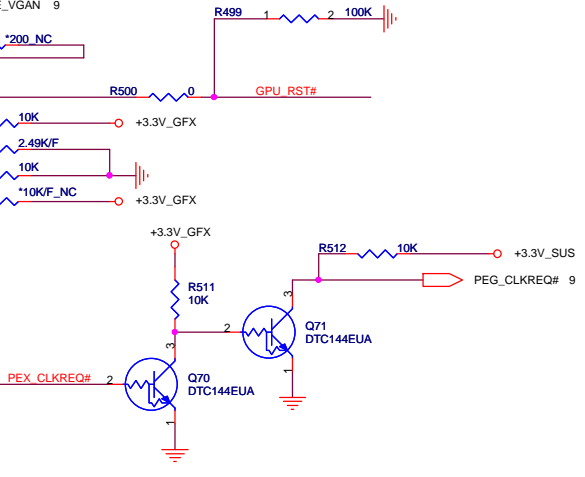 E_VGAN 9
R499 1 2 100K
*200_NC
R500 0 GPU_RST#
10K +3.3V_GFX
2.49K/F
10K
*10K/F_NC +3.3V_GFX
+3.3V_GFX
R512 10K +3.3V_SUS
PEG_CLKREQ# 9
R511
10K
3
2 Q71
DTC144EUA
3
1
PEX_CLKREQ# 2 Q70
DTC144EUA
1